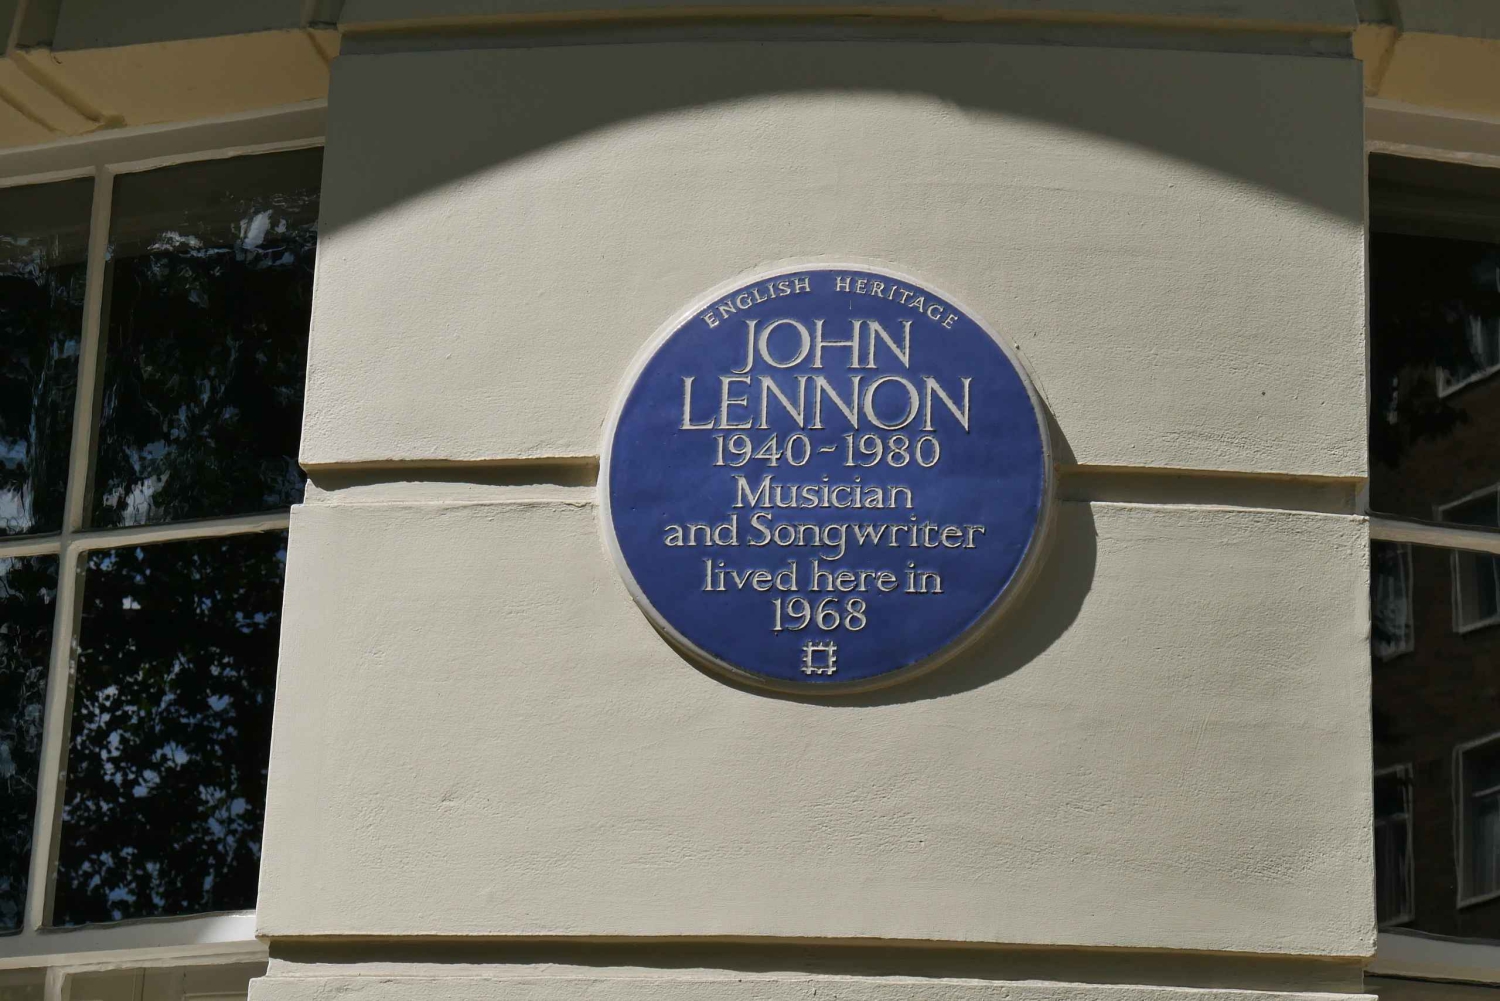 ENGLISH HERITAGE
JOHN
LENNON
1940-1980
Musician
and Songwriter
lived here in
1968